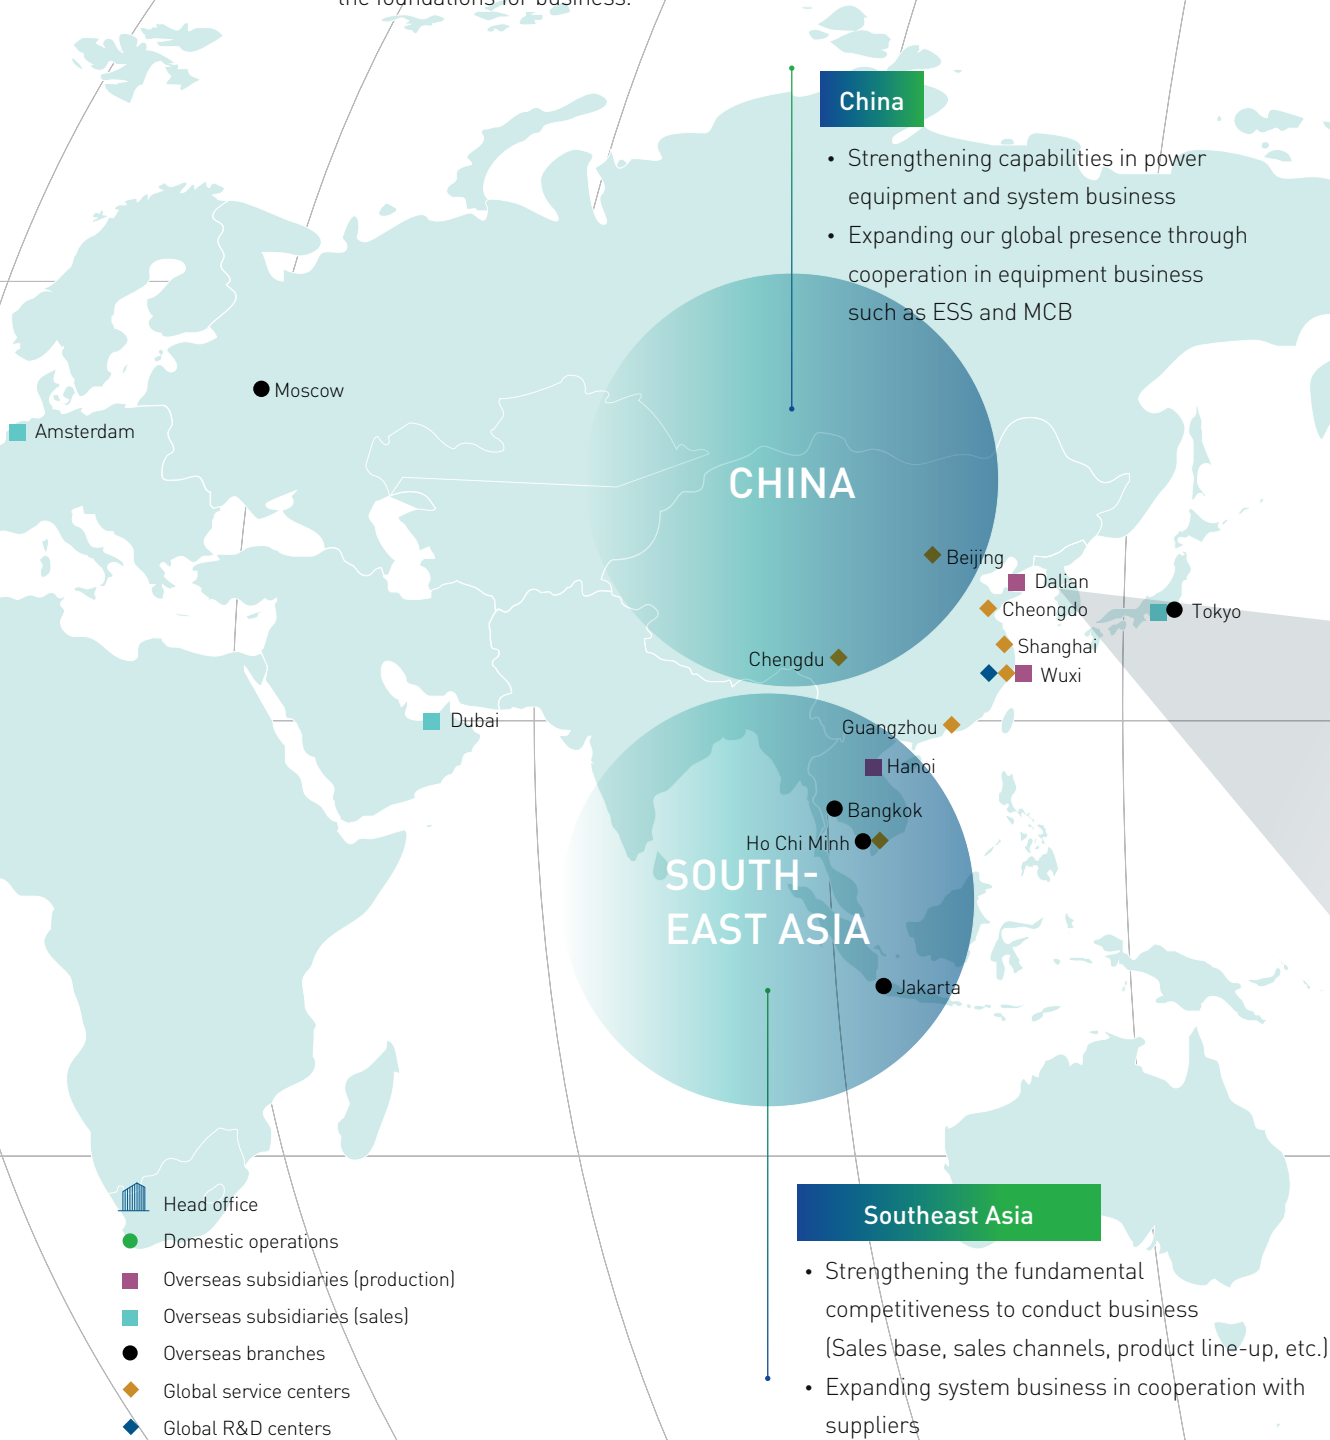 the foundations for business.
China
• Strengthening capabilities in power
equipment and system business
• Expanding our global presence through
cooperation in equipment business
such as ESS and MCB
Moscow
Amsterdam
CHINA
Beijing
Dalian
Cheongdo
Tokyo
Shanghai
Chengdu
Wuxi
Dubai
Guangzhou
Hanoi
Bangkok
Ho Chi Minh
SOUTH-
EAST ASIA
Jakarta
Head office
Domestic operations
Overseas subsidiaries (production)
Overseas subsidiaries (sales)
Overseas branches
Global service centers
Global R&D centers
Southeast Asia
• Strengthening the fundamental
competitiveness to conduct business
(Sales base, sales channels, product line-up, etc.)
• Expanding system business in cooperation with
suppliers